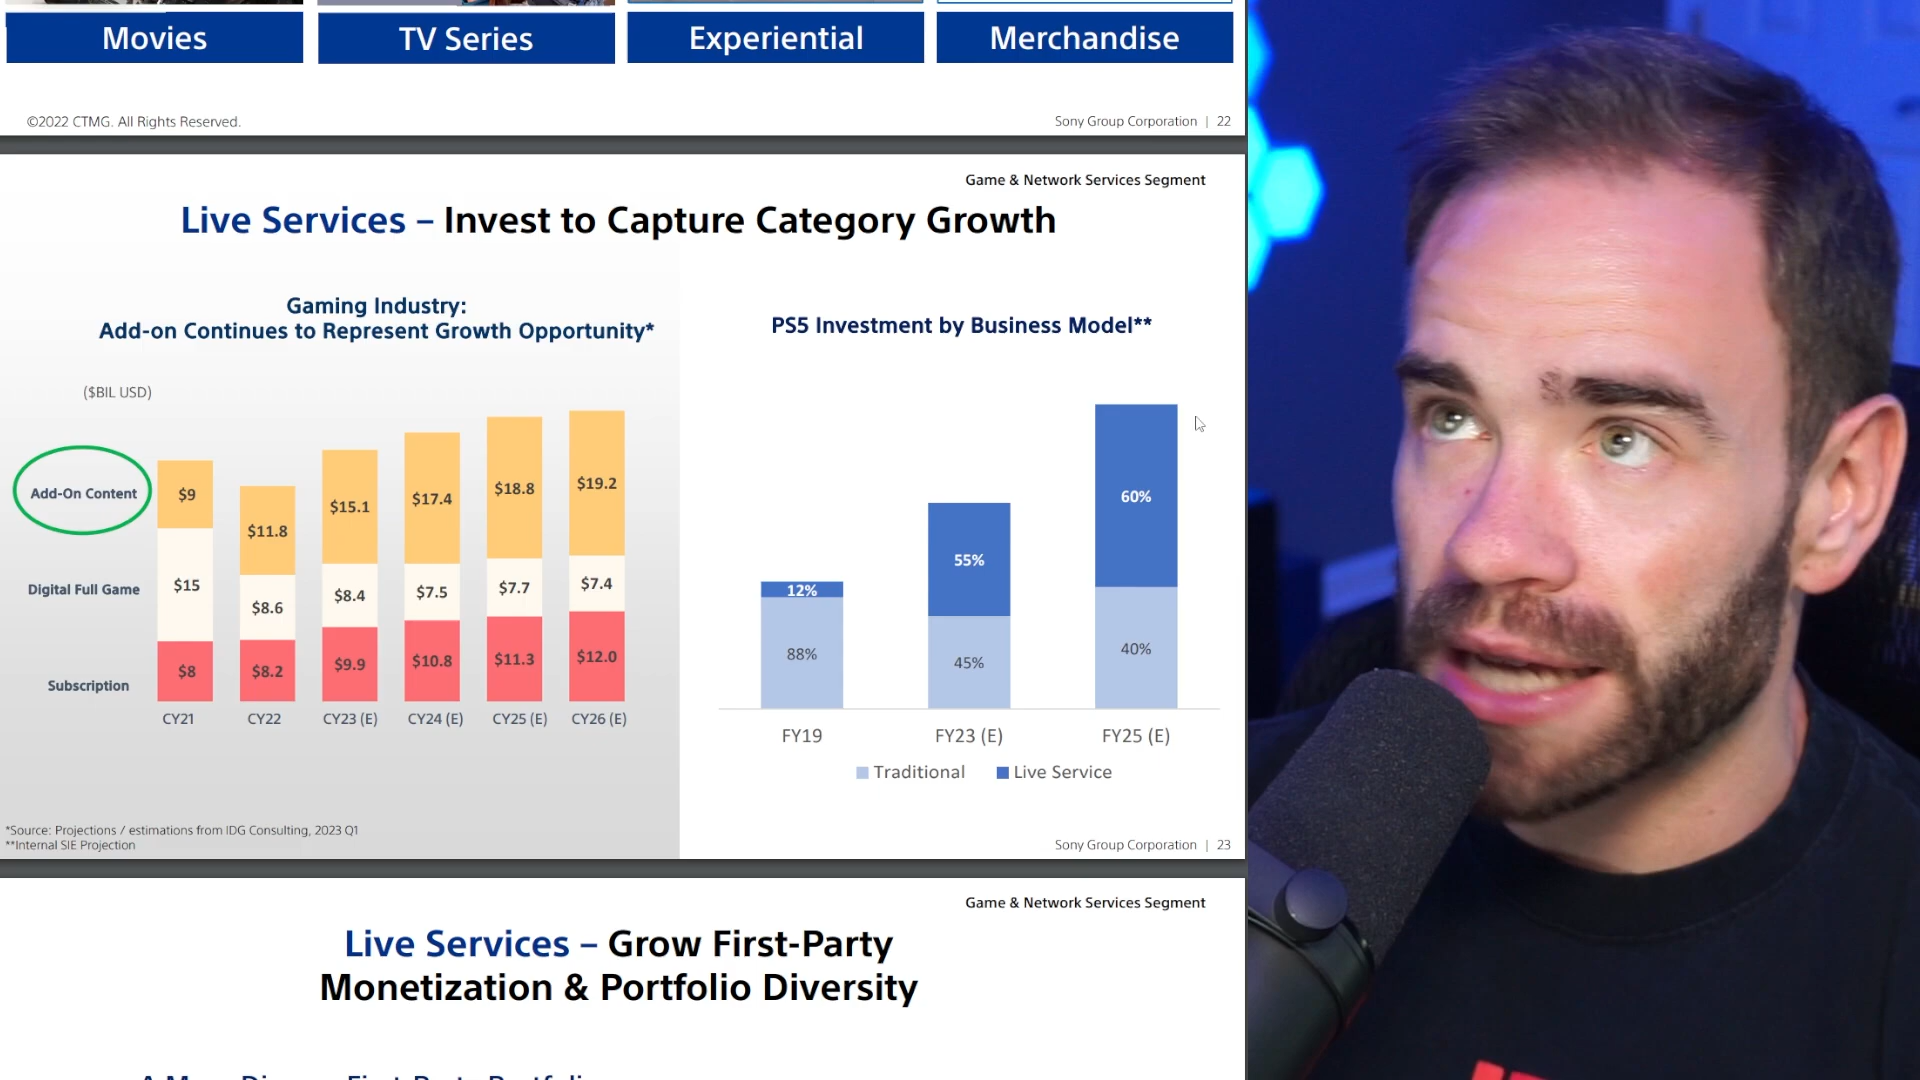 Movies
TV Series
Experiential
Merchandise
©2022 CTMG. All Rights Reserved.
Sony Group Corporation | 22
Game & Network Services Segment
Live Services – Invest to Capture Category Growth
Gaming Industry:
Add-on Continues to Represent Growth Opportunity*
($BIL USD)
Add-On Content
Digital Full Game
Subscription
$9
$15
$8
$11.8
$8.6
$8.2
$15.1
$8.4
$9.9
$17.4
$7.5
$10.8
$18.8
$7.7
$11.3
$19.2
$7.4
$12.0
CY21
CY22
CY23 (E)
CY24 (E)
CY25 (E)
CY26 (E)
*Source: Projections / estimations from IDG Consulting, 2023 Q1
**Internal SIE Projection
PS5 Investment by Business Model**
12%
88%
55%
45%
60%
40%
FY19
FY23 (E)
FY25 (E)
Traditional
Live Service
Sony Group Corporation | 23
Game & Network Services Segment
Live Services – Grow First-Party
Monetization & Portfolio Diversity